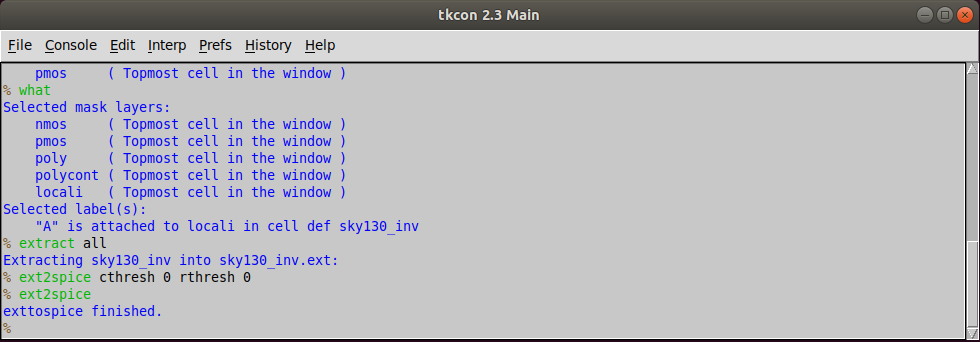 tkcon 2.3 Main
File Console Edit Interp Prefs History Help
pmos ( Topmost cell in the window )
% what
Selected mask layers:
nmos ( Topmost cell in the window )
pmos ( Topmost cell in the window )
poly ( Topmost cell in the window )
polycont ( Topmost cell in the window )
locali ( Topmost cell in the window )
Selected label(s):
"A" is attached to locali in cell def sky130_inv
% extract all
Extracting sky130_inv into sky130_inv.ext:
% ext2spice cthresh 0 rthresh 0
% ext2spice
exttospice finished.
%